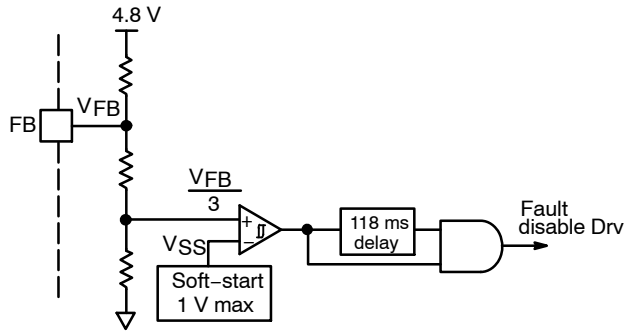 4.8 V
FB
VFB
VFB
3
+
−
VSS
Soft−start
1 V max
118 ms
delay
Fault
disable Drv